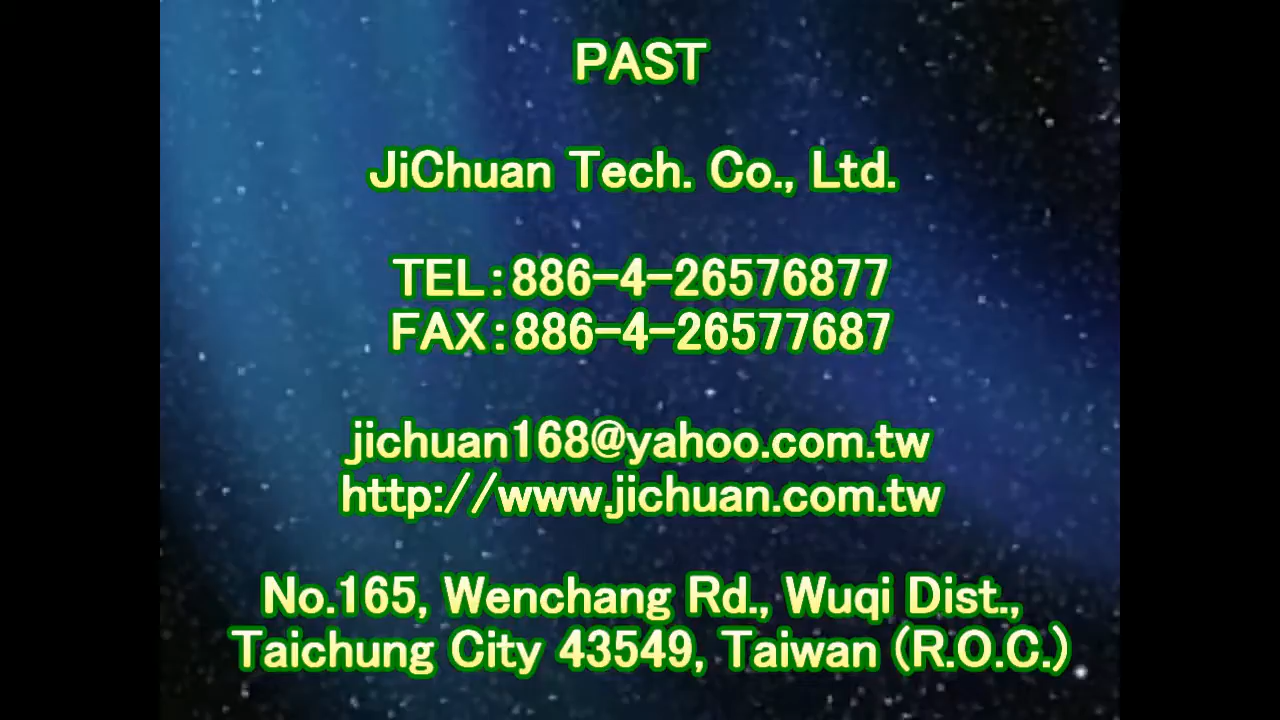 PAST
JiChuan Tech. Co., Ltd.
TEL:886-4-26576877
FAX:886-4-26577687
jichuan168@yahoo.com.tw
http://www.jichuan.com.tw
No.165, Wenchang Rd., Wuqi Dist.,
Taichung City 43549, Taiwan (R.O.C.)